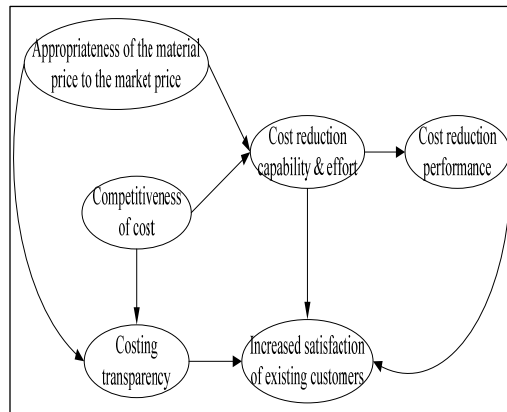 Appropriateness of the material
price to the market price
Cost reduction
capability & effort
Cost reduction
performance
Competitiveness
of cost
Costing
transparency
Increased satisfaction
of existing customers